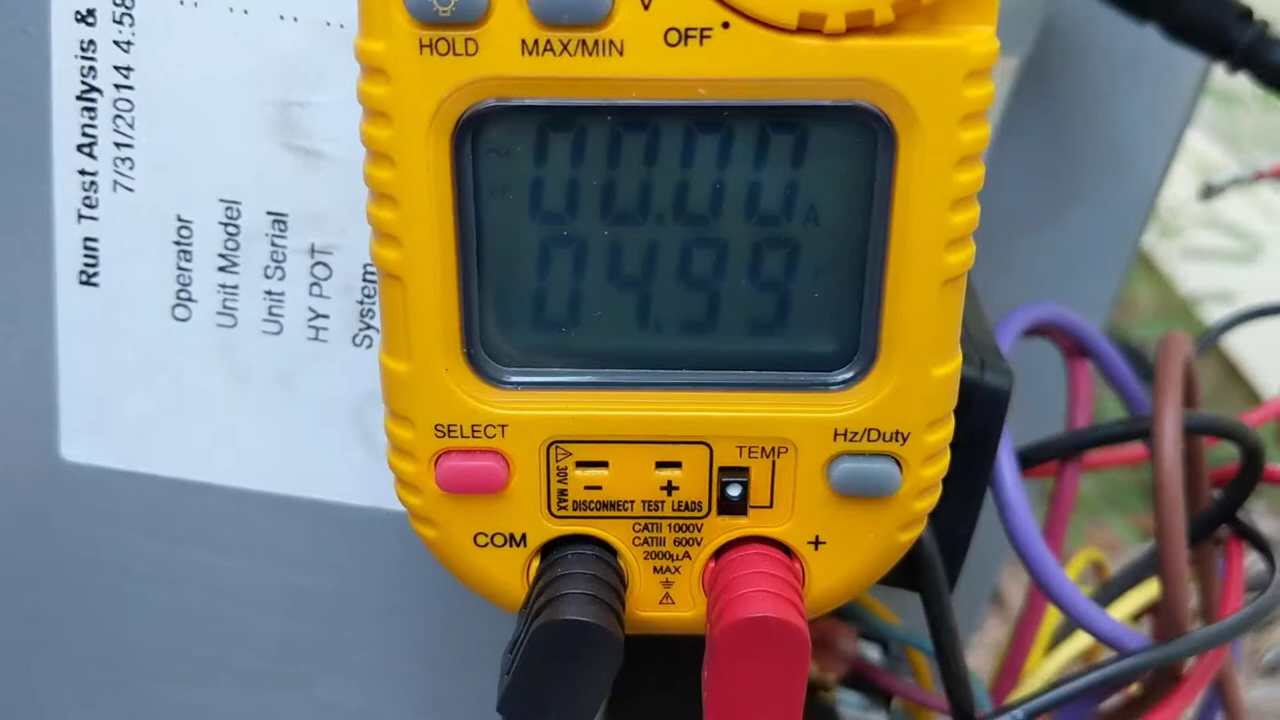 Run Test Analysis &
7/31/2014 4:58
Operator :
Unit Model :
Unit Serial :
HY POT
System
HOLD
MAX/MIN
V
OFF
00.00 A
04.99
SELECT
Hz/Duty
TEMP
30V MAX
− +
DISCONNECT TEST LEADS
COM
CATII 1000V
CATIII 600V
2000µA
MAX
+